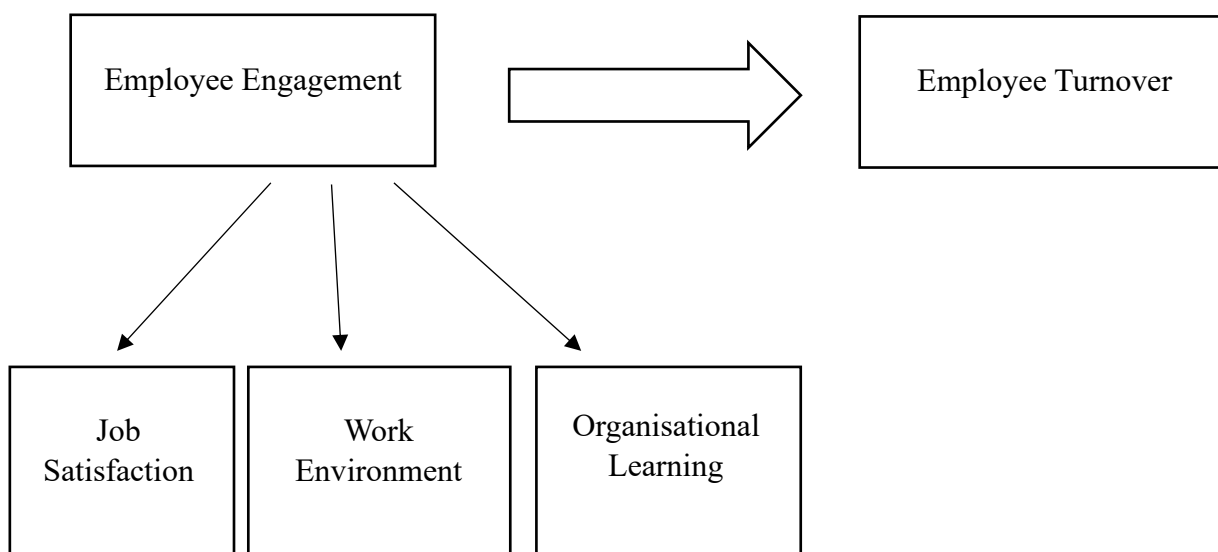 Employee Engagement
Employee Turnover
Job
Satisfaction
Work
Environment
Organisational
Learning